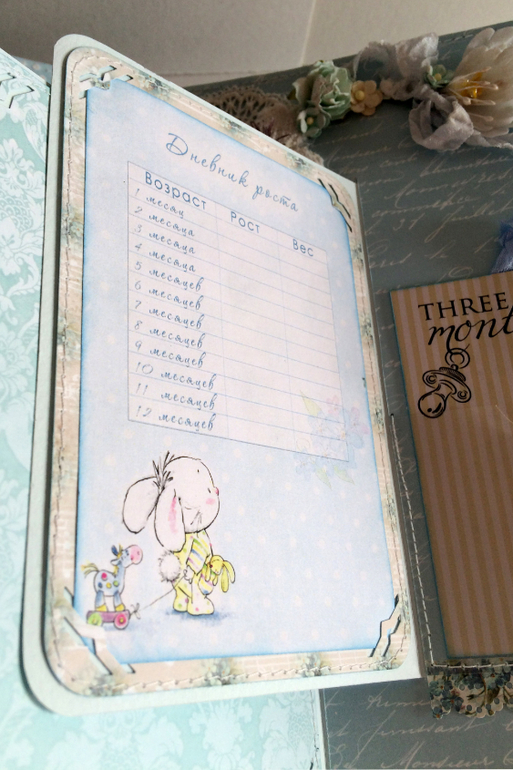 Дневник роста
Возраст Рост Вес
1 месяц
2 месяца
3 месяца
4 месяца
5 месяцев
6 месяцев
7 месяцев
8 месяцев
9 месяцев
10 месяцев
11 месяцев
12 месяцев
THREE
mont